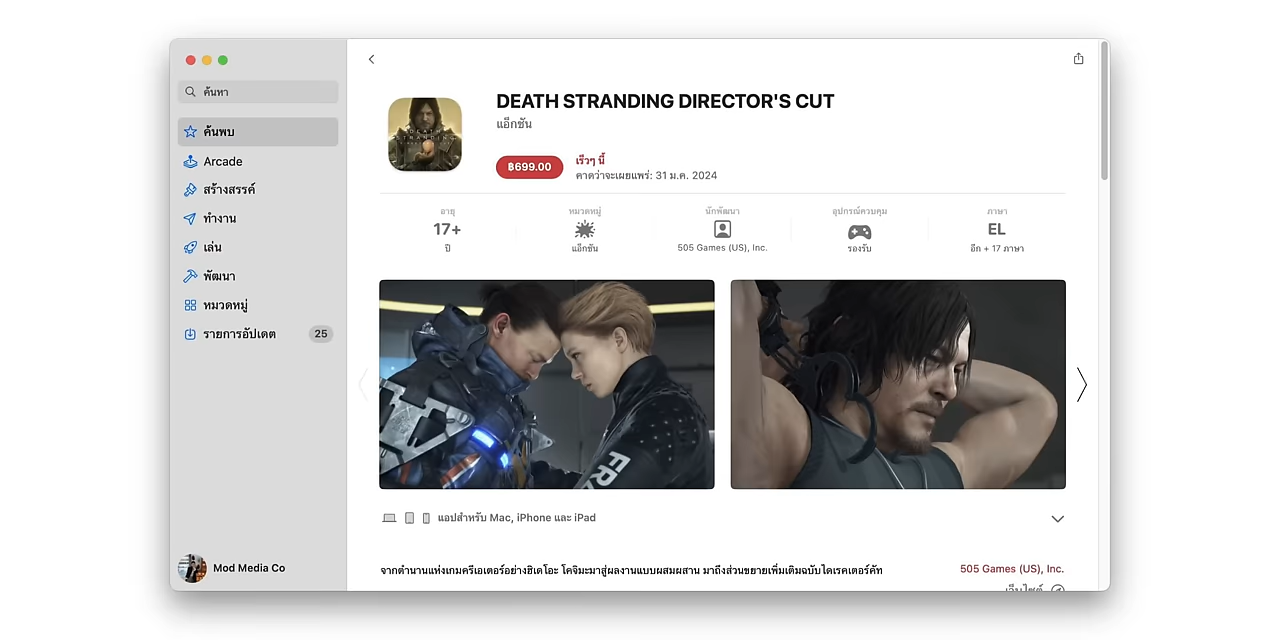 ค้นหา
ค้นพบ
Arcade
สร้างสรรค์
ทำงาน
เล่น
พัฒนา
หมวดหมู่
รายการอัปเดต
25
Mod Media Co
DEATH STRANDING DIRECTOR'S CUT
แอ็กชัน
DEATH
STRANDING
฿699.00
เร็วๆ นี้
คาดว่าจะเผยแพร่: 31 ม.ค. 2024
อายุ
17+
ปี
หมวดหมู่
แอ็กชัน
นักพัฒนา
505 Games (US), Inc.
อุปกรณ์ควบคุม
รองรับ
ภาษา
EL
อีก + 17 ภาษา
FRA
แอปสำหรับ Mac, iPhone และ iPad
จากตำนานแห่งเกมครีเอเตอร์อย่างฮิเดโอะ โคจิมะมาสู่ผลงานแบบผสมผสาน มาถึงส่วนขยายเพิ่มเติมฉบับไดเรคเตอร์คัท
505 Games (US), Inc.
เว็บไซต์